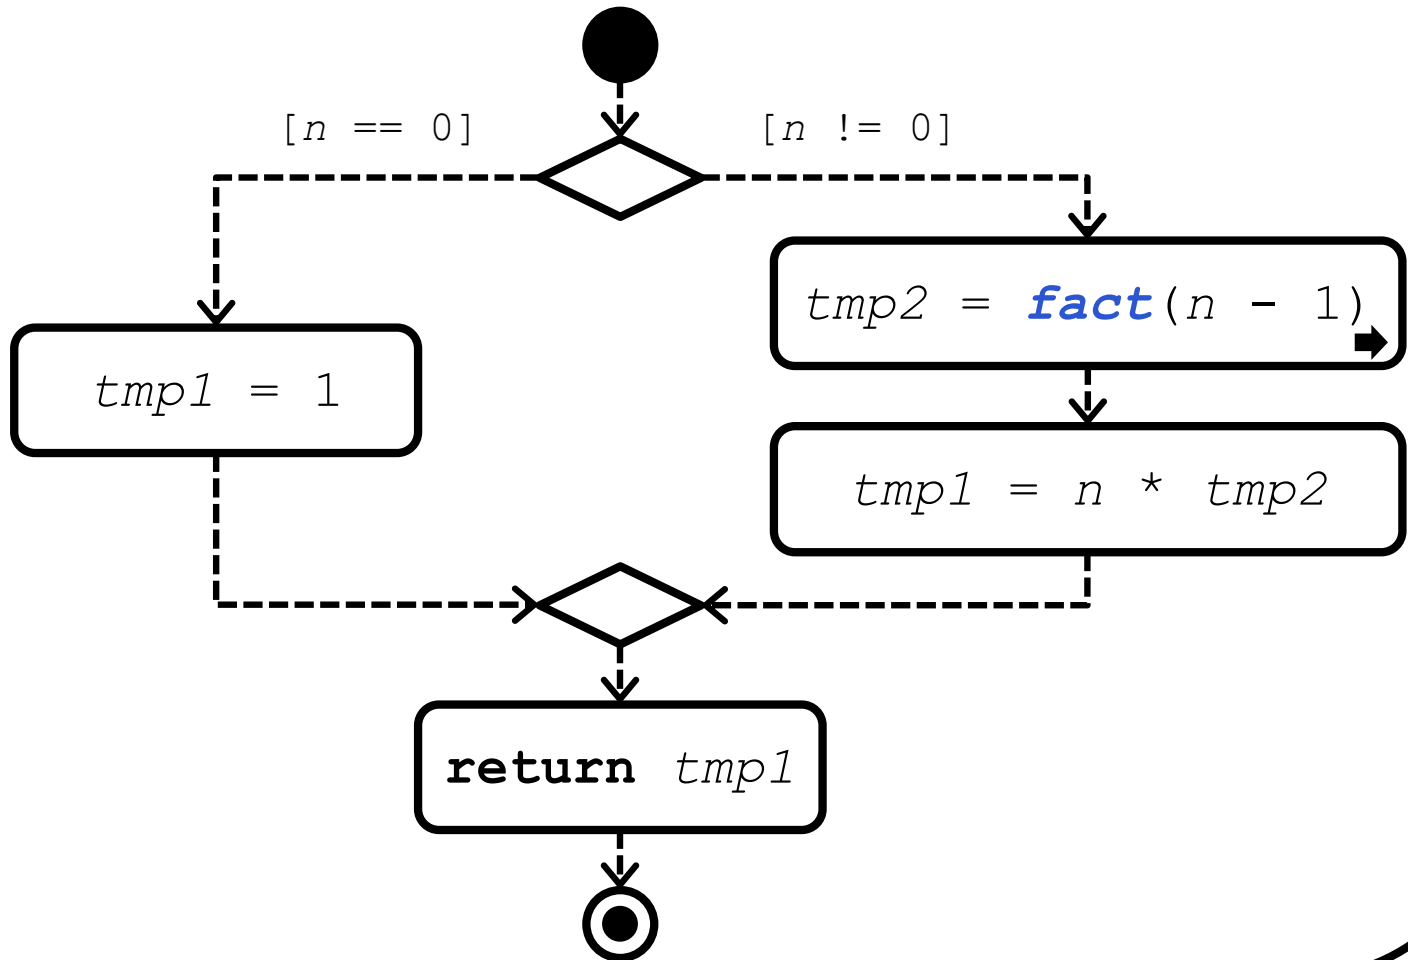 [n == 0]
[n != 0]
tmp2 = fact(n - 1)
tmp1 = 1
tmp1 = n * tmp2
return tmp1